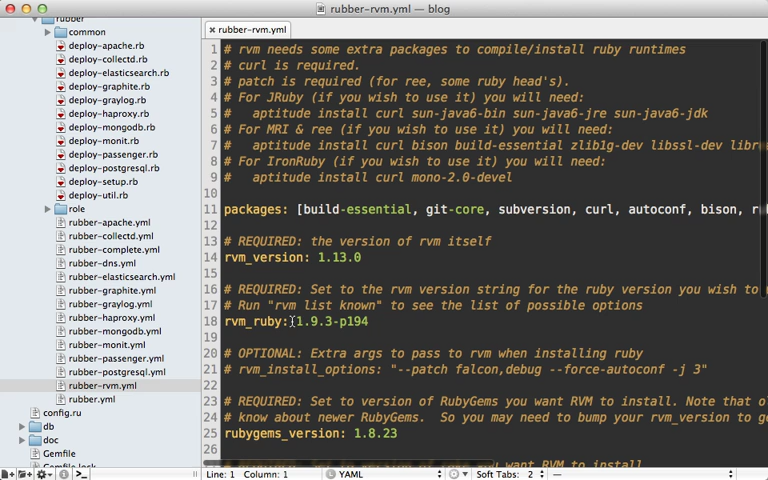 rubber-rvm.yml — blog
rubber
common
deploy-apache.rb
deploy-collectd.rb
deploy-elasticsearch.rb
deploy-graphite.rb
deploy-graylog.rb
deploy-haproxy.rb
deploy-mongodb.rb
deploy-monit.rb
deploy-passenger.rb
deploy-postgresql.rb
deploy-setup.rb
deploy-util.rb
role
rubber-apache.yml
rubber-collectd.yml
rubber-complete.yml
rubber-dns.yml
rubber-elasticsearch.yml
rubber-graphite.yml
rubber-graylog.yml
rubber-haproxy.yml
rubber-mongodb.yml
rubber-monit.yml
rubber-passenger.yml
rubber-postgresql.yml
rubber-rvm.yml
rubber.yml
config.ru
db
doc
Gemfile
Gemfile.lock
rubber-rvm.yml
1 # rvm needs some extra packages to compile/install ruby runtimes
2 # curl is required.
3 # patch is required (for ree, some ruby head's).
4 # For JRuby (if you wish to use it) you will need:
5 #   aptitude install curl sun-java6-bin sun-java6-jre sun-java6-jdk
6 # For MRI & ree (if you wish to use it) you will need:
7 #   aptitude install curl bison build-essential zlib1g-dev libssl-dev
8 # For IronRuby (if you wish to use it) you will need:
9 #   aptitude install curl mono-2.0-devel
10
11 packages: [build-essential, git-core, subversion, curl, autoconf, bison,
12
13 # REQUIRED: the version of rvm itself
14 rvm_version: 1.13.0
15
16 # REQUIRED: Set to the rvm version string for the ruby version you wish to
17 # Run "rvm list known" to see the list of possible options
18 rvm_ruby: 1.9.3-p194
19
20 # OPTIONAL: Extra args to pass to rvm when installing ruby
21 # rvm_install_options: "--patch falcon,debug --force-autoconf -j 3"
22
23 # REQUIRED: Set to version of RubyGems you want RVM to install. Note that
24 # know about newer RubyGems.  So you may need to bump your rvm_version to
25 rubygems_version: 1.8.23
26
you want RVM to install
Line: 1 Column: 1
YAML
Soft Tabs: 2
—